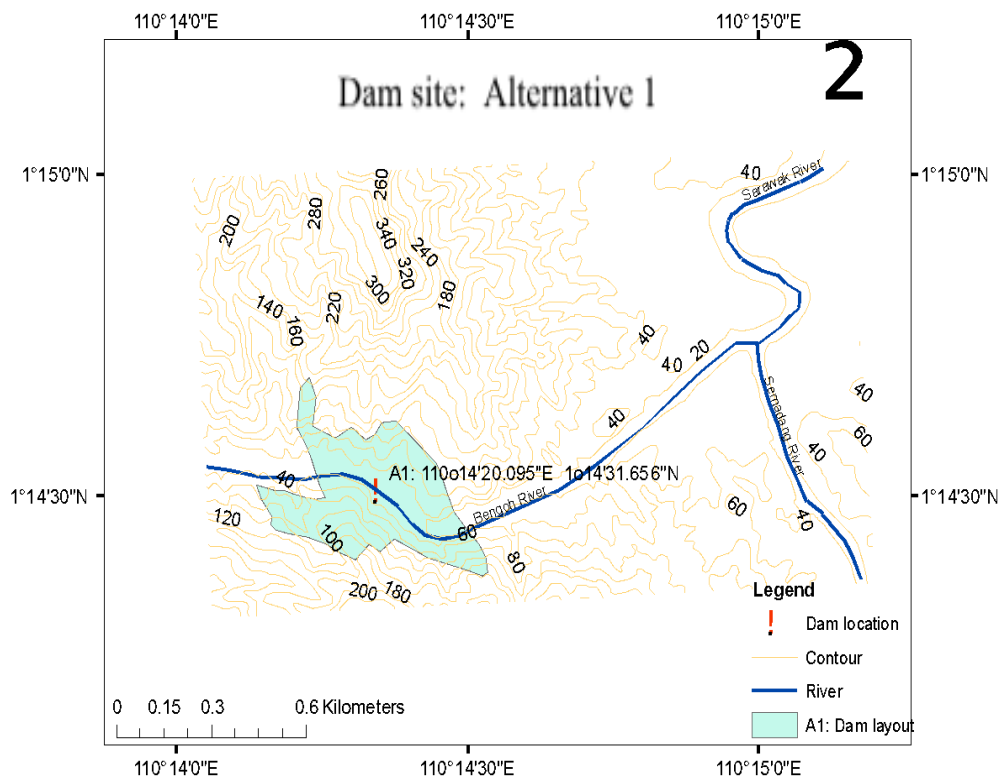 110°14'0"E 110°14'30"E 110°15'0"E
2
Dam site: Alternative 1
1°15'0"N 1°15'0"N
40
Sarawak River
260
280
200
340
240
320
300
180
220
140
160
40
40
20
40
40
60
40
Semadang River
A1: 110o14'20.095"E 1o14'31.656"N
40
1°14'30"N 1°14'30"N
Bengoh River
60
120
40
60
100
80
200
180
Legend
Dam location
Contour
River
A1: Dam layout
0 0.15 0.3 0.6 Kilometers
110°14'0"E 110°14'30"E 110°15'0"E